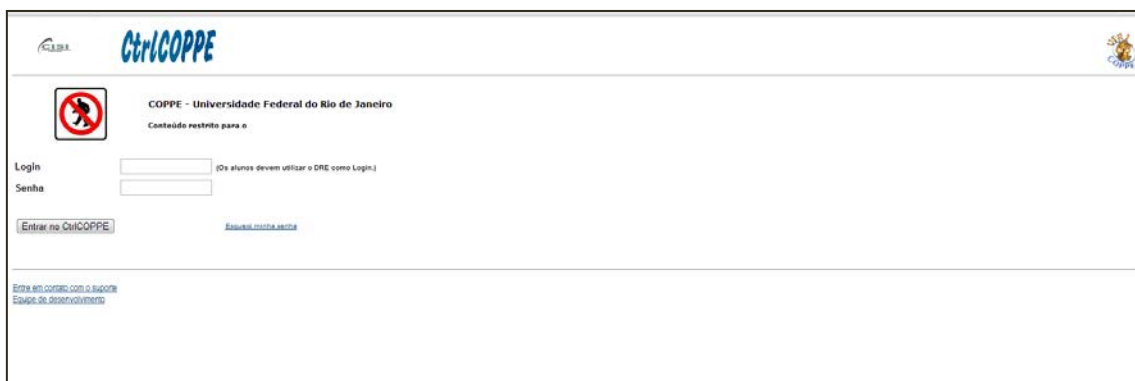 CtrlCOPPE
COPPE
COPPE - Universidade Federal do Rio de Janeiro
Conteúdo restrito para o
Login (Os alunos devem utilizar o DRE como Login.)
Senha
Entrar no CtrlCOPPE Esqueci minha senha
Entre em contato com o suporte
Equipe de desenvolvimento